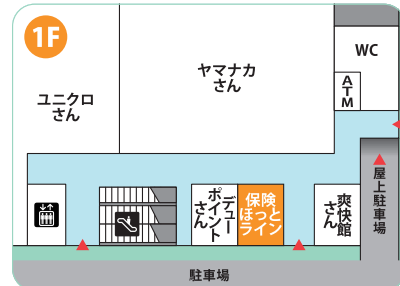 1F
ヤマナカ
さん
ユニクロ
さん
WC
ATM
デュー
ポイント
さん
保険
ほっと
ライン
爽快館
さん
屋上駐車場
駐車場